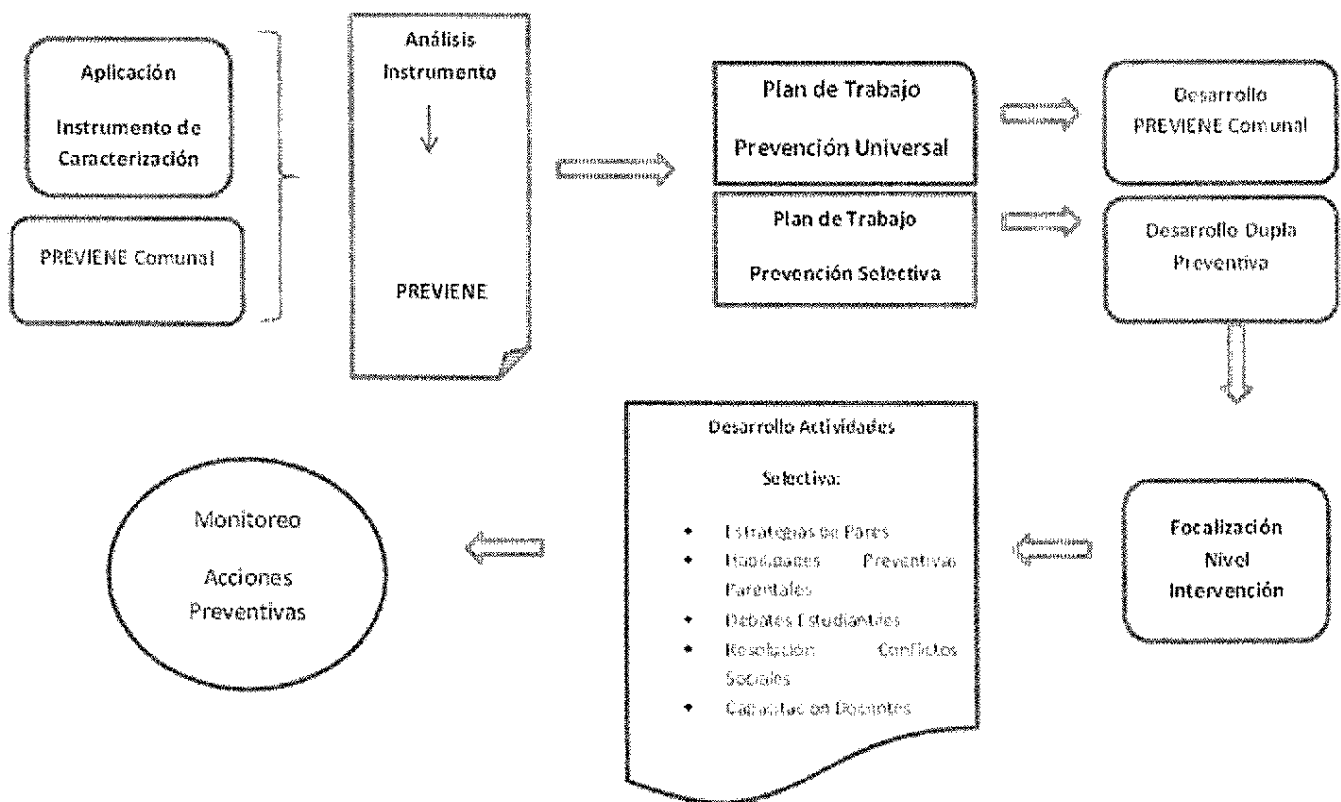 Aplicación
Instrumento de
Caracterización
PREVIENE Comunal
Análisis
Instrumento
PREVIENE
Plan de Trabajo
Prevención Universal
Plan de Trabajo
Prevención Selectiva
Desarrollo
PREVIENE Comunal
Desarrollo Dupla
Preventiva
Focalización
Nivel
Intervención
Desarrollo Actividades
Selectiva:
Estrategias de Pares
Habilidades Preventivas
Parentales
Debates Estudiantiles
Resolución Conflictos
Sociales
Capacitación Docentes
Monitoreo
Acciones
Preventivas